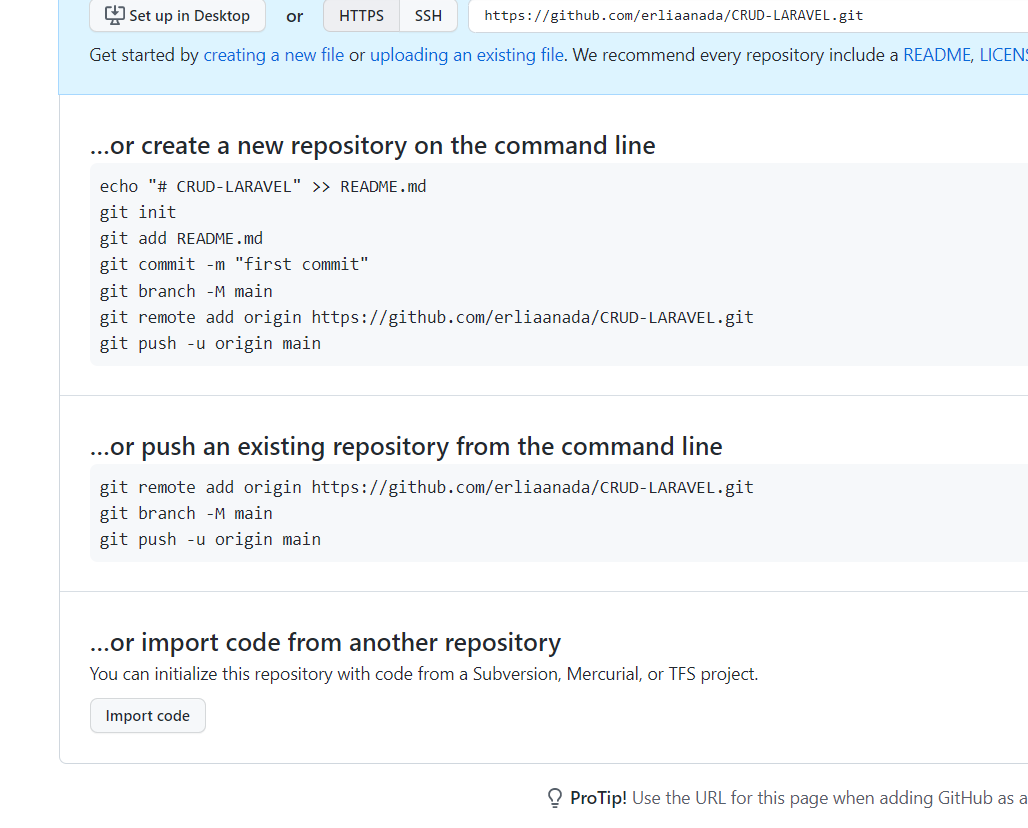 Set up in Desktop or HTTPS SSH https://github.com/erliaanada/CRUD-LARAVEL.git
Get started by creating a new file or uploading an existing file. We recommend every repository include a README, LICENS
...or create a new repository on the command line
echo "# CRUD-LARAVEL" >> README.md
git init
git add README.md
git commit -m "first commit"
git branch -M main
git remote add origin https://github.com/erliaanada/CRUD-LARAVEL.git
git push -u origin main
...or push an existing repository from the command line
git remote add origin https://github.com/erliaanada/CRUD-LARAVEL.git
git branch -M main
git push -u origin main
...or import code from another repository
You can initialize this repository with code from a Subversion, Mercurial, or TFS project.
Import code
ProTip! Use the URL for this page when adding GitHub as a